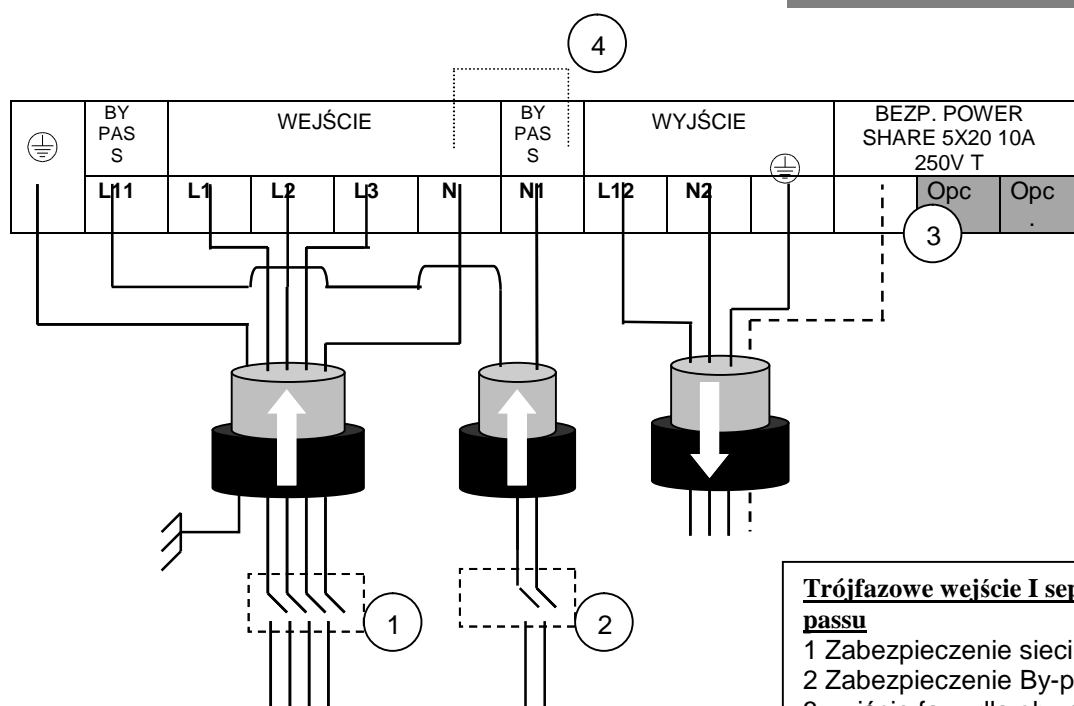 4
BY
PAS
S
WEJŚCIE
BY
PAS
S
WYJŚCIE
BEZP. POWER
SHARE 5X20 10A
250V T
L11
L1
L2
L3
N
N1
L12
N2
Opc
Opc
.
3
1
2
Trójfazowe wejście I sep
passu
1 Zabezpieczenie sieci
2 Zabezpieczenie By-p